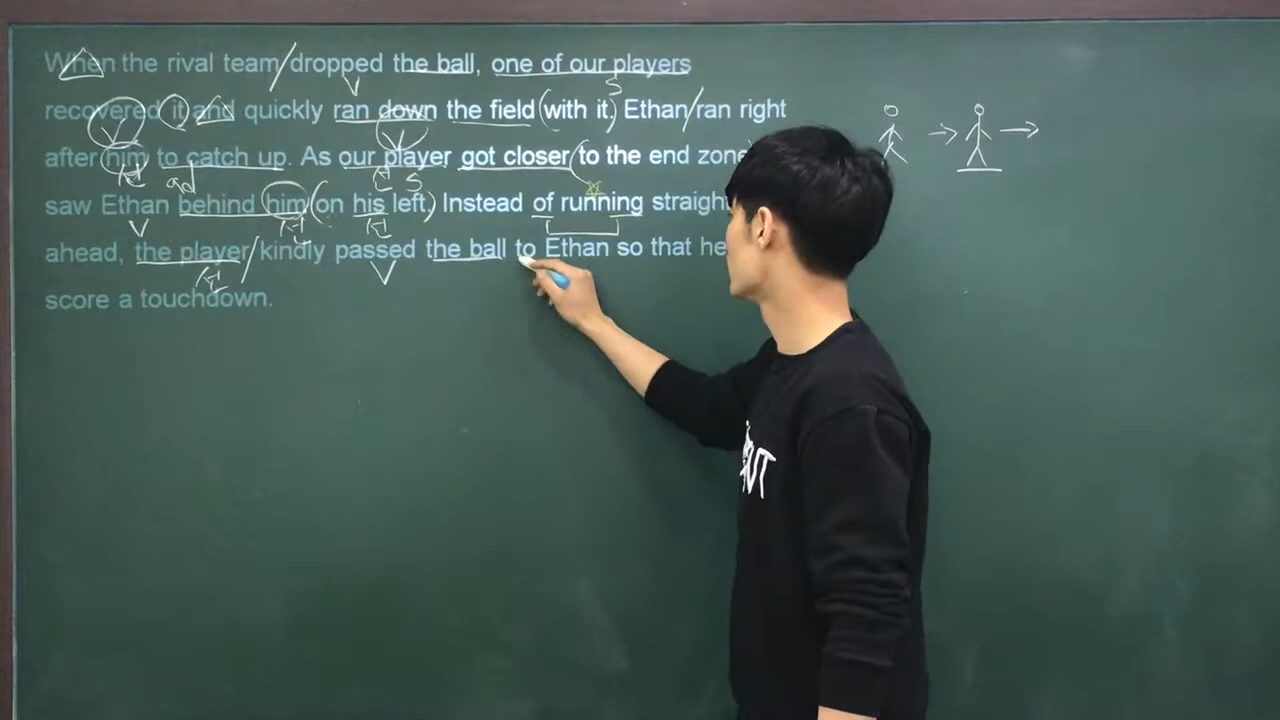 When the rival team/dropped the ball, one of our players
recovered it and quickly ran down the field (with it.) Ethan/ran right
after him to catch up. As our player got closer (to the end zone
saw Ethan behind him (on his left.) Instead of running straight
ahead, the player/kindly passed the ball to Ethan so that he
score a touchdown.